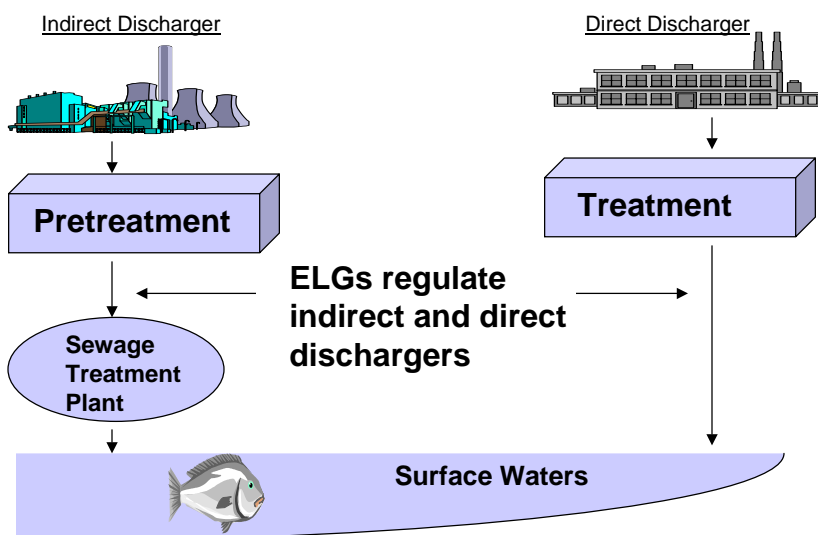 Indirect Discharger
Direct Discharger
Pretreatment
Treatment
ELGs regulate
indirect and direct
dischargers
Sewage
Treatment
Plant
Surface Waters